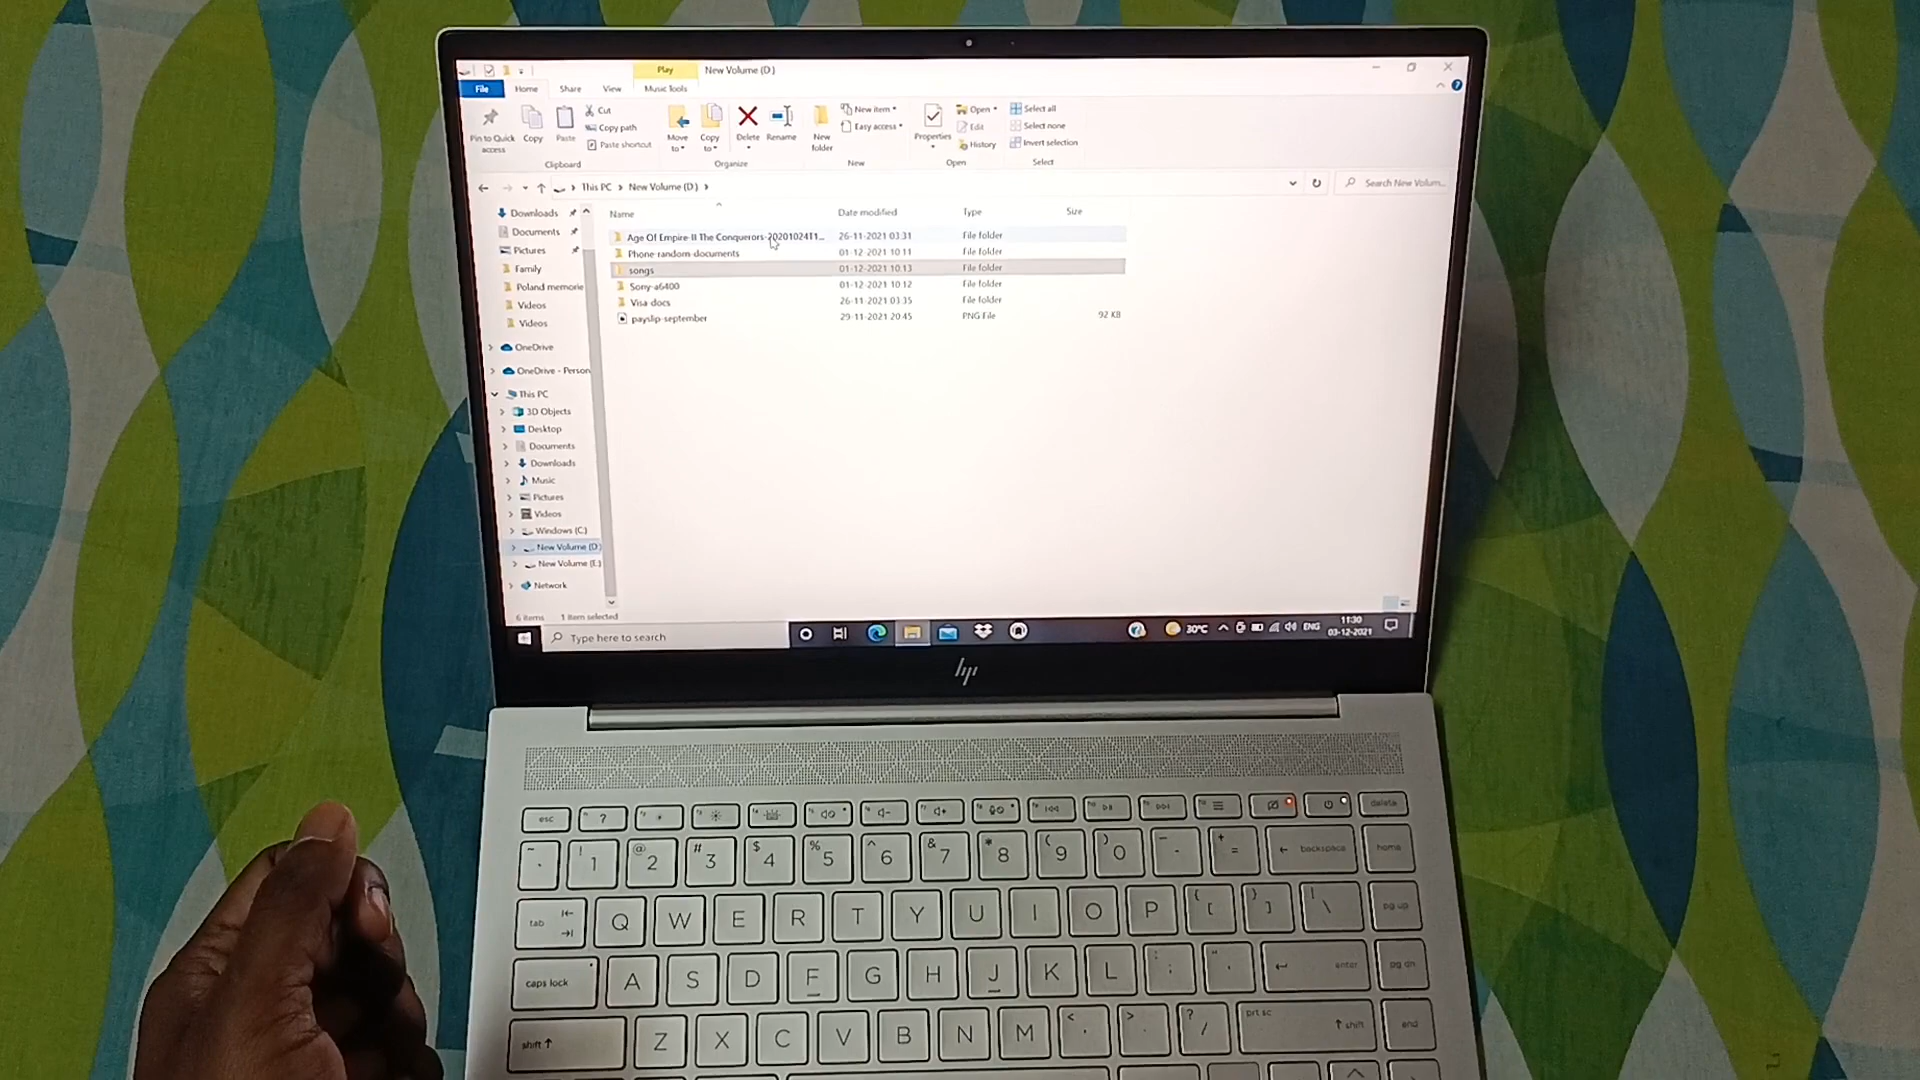 Play New Volume (D:)
File Home Share View Music Tools
Pin to Quick access
Copy
Paste
Cut
Copy path
Paste shortcut
Clipboard
Move to
Copy to
Delete
Rename
Organize
New folder
New item
Easy access
New
Properties
Open
Edit
History
Open
Select all
Select none
Invert selection
Select
This PC > New Volume (D:) >
Search New Volum...
Downloads
Documents
Pictures
Family
Poland memorie
Videos
Videos
OneDrive
OneDrive - Person
This PC
3D Objects
Desktop
Documents
Downloads
Music
Pictures
Videos
Windows (C:)
New Volume (D:)
New Volume (E:)
Network
Name Date modified Type Size
Age Of Empire-II The Conquerors-2020102411... 26-11-2021 03:31 File folder
Phone random documents 01-12-2021 10:11 File folder
songs 01-12-2021 10:13 File folder
Sony-a6400 01-12-2021 10:12 File folder
Visa docs 26-11-2021 03:35 File folder
payslip-september 29-11-2021 20:45 PNG File 92 KB
6 items 1 item selected
Type here to search
30°C ENG
11:30
03-12-2021
hp
esc ? delete
~ ` ! 1 @ 2 # 3 $ 4 % 5 ^ 6 & 7 * 8 ( 9 ) 0 _ - + = backspace home
tab Q W E R T Y U I O P { [ } ] | \ pg up
caps lock A S D F G H J K L : ; " ' enter pg dn
shift Z X C V B N M < , > . ? / prt sc shift end